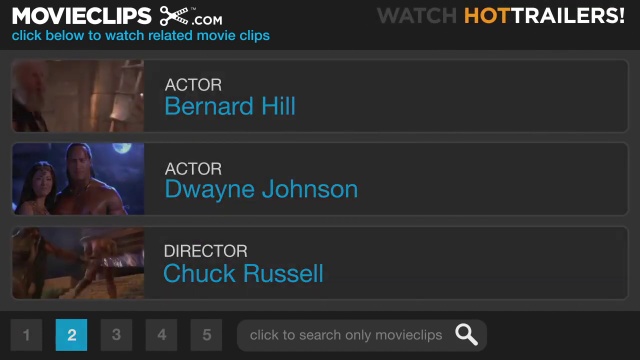 MOVIECLIPS.COM™
WATCH HOTTRAILERS!
click below to watch related movie clips
ACTOR
Bernard Hill
ACTOR
Dwayne Johnson
DIRECTOR
Chuck Russell
1 2 3 4 5 click to search only movieclips